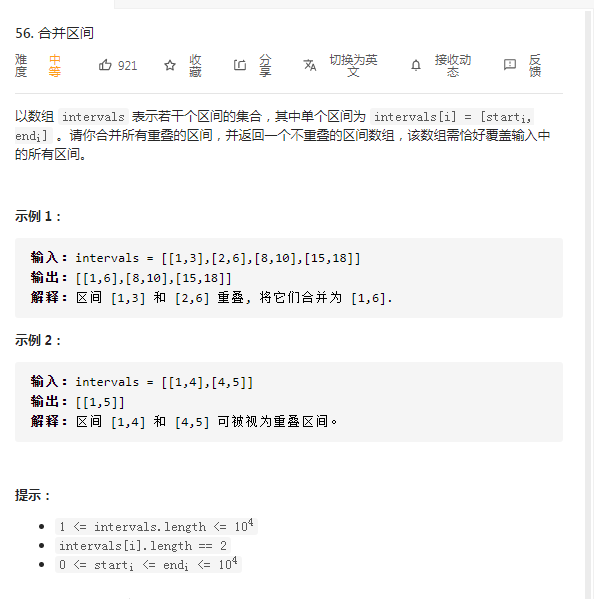 56. 合并区间
难度 中等 921 收藏 分享 切换为英文 接收动态 反馈
以数组 intervals 表示若干个区间的集合，其中单个区间为 intervals[i] = [starti,
endi] 。请你合并所有重叠的区间，并返回一个不重叠的区间数组，该数组需恰好覆盖输入中
的所有区间。
示例 1：
输入：intervals = [[1,3],[2,6],[8,10],[15,18]]
输出：[[1,6],[8,10],[15,18]]
解释：区间 [1,3] 和 [2,6] 重叠, 将它们合并为 [1,6].
示例 2：
输入：intervals = [[1,4],[4,5]]
输出：[[1,5]]
解释：区间 [1,4] 和 [4,5] 可被视为重叠区间。
提示：
1 <= intervals.length <= 10^4
intervals[i].length == 2
0 <= starti <= endi <= 10^4